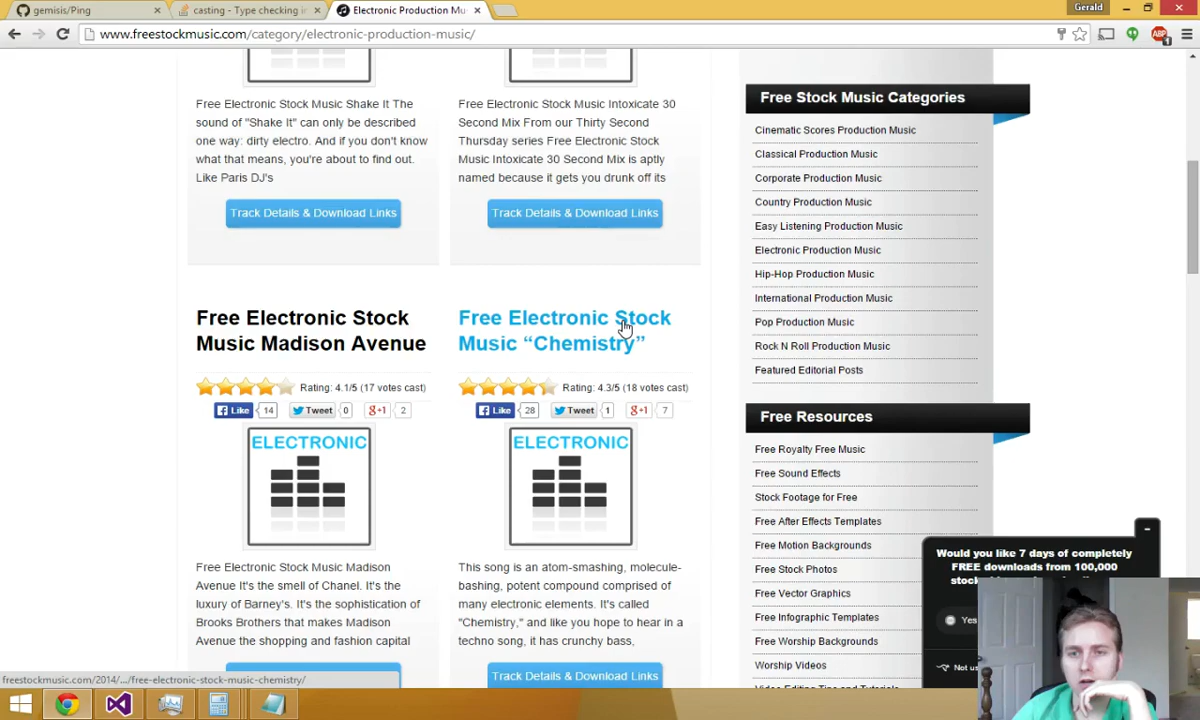 gemisis/Ping
casting - Type checking in
Electronic Production Mu
Gerald
www.freestockmusic.com/category/electronic-production-music/
ABP
1
Free Electronic Stock Music Shake It The
sound of "Shake It" can only be described
one way: dirty electro. And if you don't know
what that means, you're about to find out.
Like Paris DJ's
Track Details & Download Links
Free Electronic Stock Music Intoxicate 30
Second Mix From our Thirty Second
Thursday series Free Electronic Stock
Music Intoxicate 30 Second Mix is aptly
named because it gets you drunk off its
Track Details & Download Links
Free Electronic Stock
Music Madison Avenue
Rating: 4.1/5 (17 votes cast)
Like 14 Tweet 0 g+1 2
ELECTRONIC
Free Electronic Stock Music Madison
Avenue It's the smell of Chanel. It's the
luxury of Barney's. It's the sophistication of
Brooks Brothers that makes Madison
Avenue the shopping and fashion capital
Free Electronic Stock
Music “Chemistry”
Rating: 4.3/5 (18 votes cast)
Like 28 Tweet 1 g+1 7
ELECTRONIC
This song is an atom-smashing, molecule-
bashing, potent compound comprised of
many electronic elements. It's called
"Chemistry," and like you hope to hear in a
techno song, it has crunchy bass,
Track Details & Download Links
Free Stock Music Categories
Cinematic Scores Production Music
Classical Production Music
Corporate Production Music
Country Production Music
Easy Listening Production Music
Electronic Production Music
Hip-Hop Production Music
International Production Music
Pop Production Music
Rock N Roll Production Music
Featured Editorial Posts
Free Resources
Free Royalty Free Music
Free Sound Effects
Stock Footage for Free
Free After Effects Templates
Free Motion Backgrounds
Free Stock Photos
Free Vector Graphics
Free Infographic Templates
Free Worship Backgrounds
Worship Videos
Video Editing Tips and Tutorials
Would you like 7 days of completely
FREE downloads from 100,000
Yes
Not us
freestockmusic.com/2014/.../free-electronic-stock-music-chemistry/